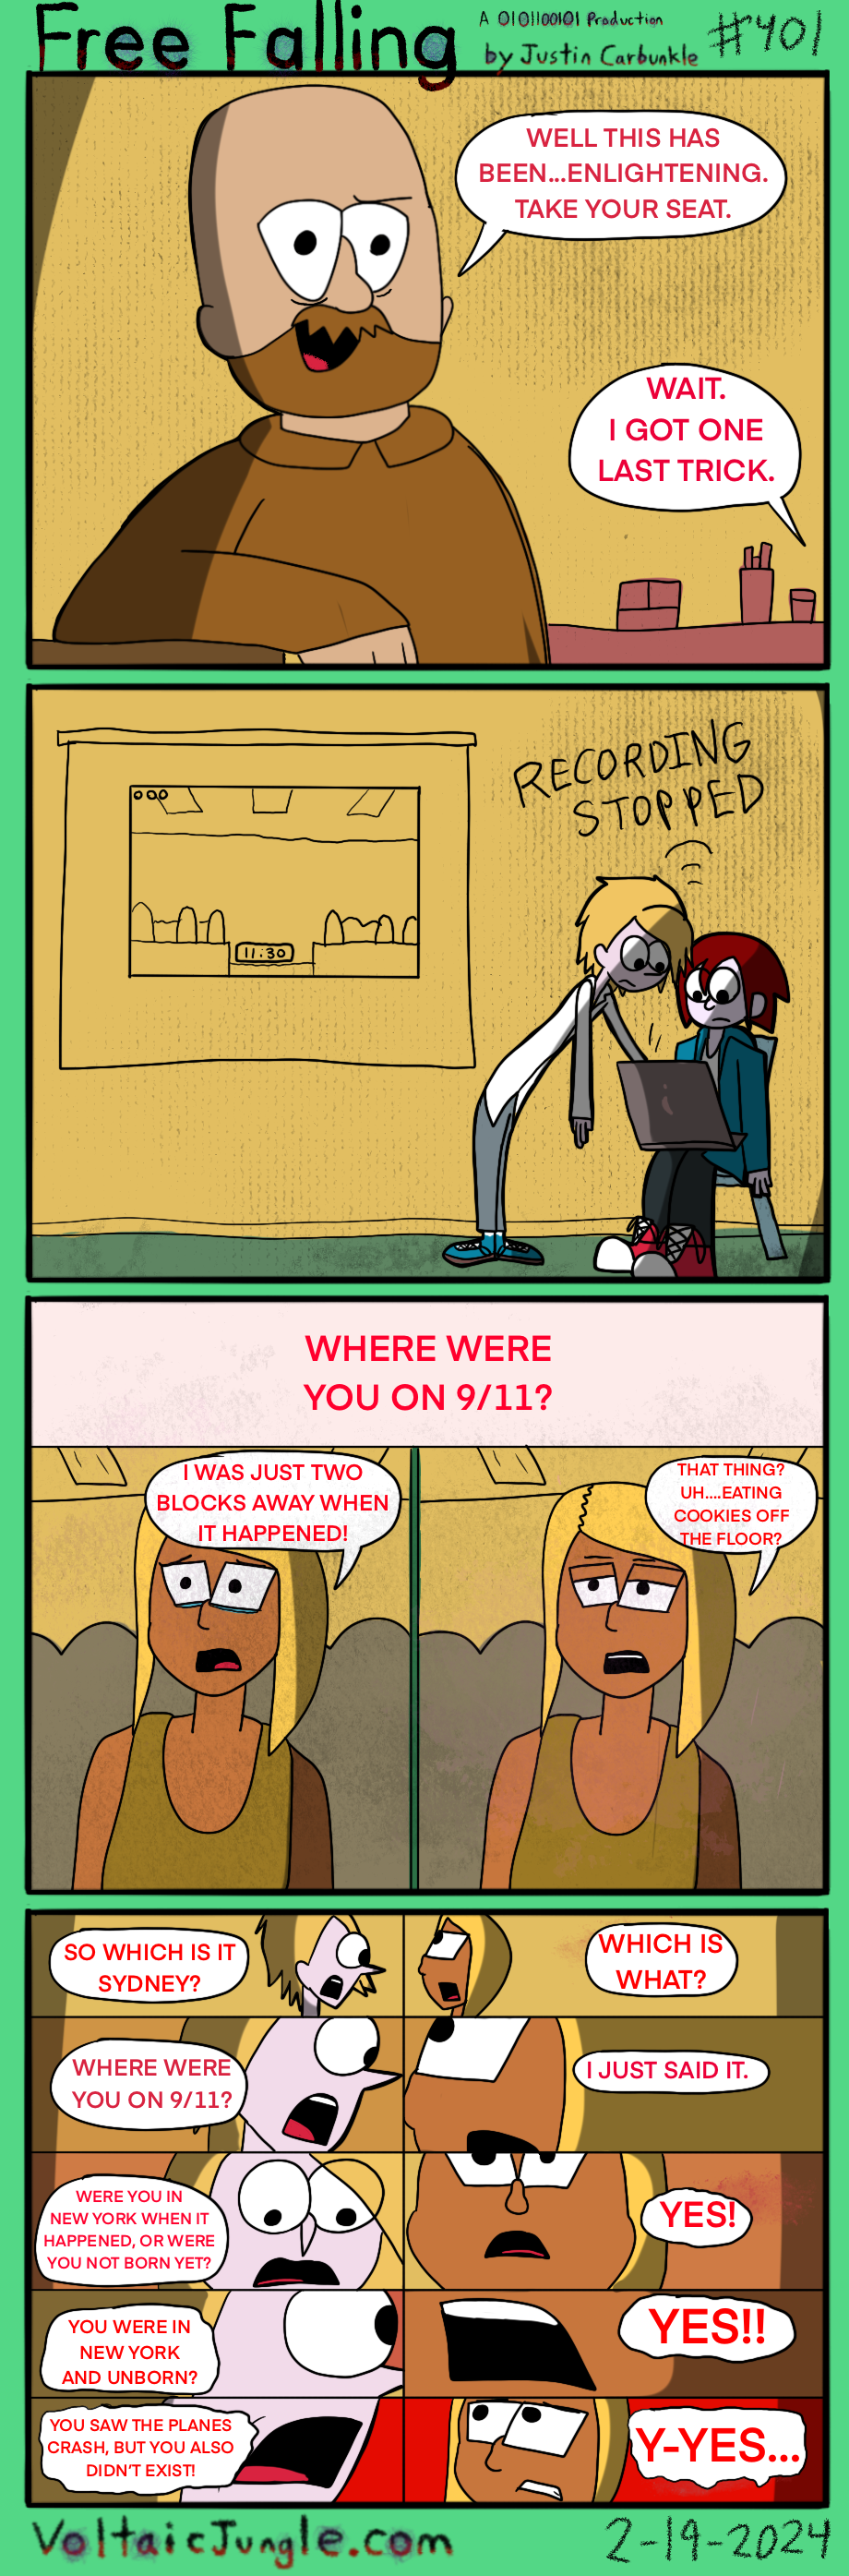 Free Falling
A 0101100101 Production
by Justin Carbunkle
#401
WELL THIS HAS
BEEN...ENLIGHTENING.
TAKE YOUR SEAT.
WAIT.
I GOT ONE
LAST TRICK.
RECORDING
STOPPED
11:30
WHERE WERE
YOU ON 9/11?
I WAS JUST TWO
BLOCKS AWAY WHEN
IT HAPPENED!
THAT THING?
UH....EATING
COOKIES OFF
THE FLOOR?
SO WHICH IS IT
SYDNEY?
WHICH IS
WHAT?
WHERE WERE
YOU ON 9/11?
I JUST SAID IT.
WERE YOU IN
NEW YORK WHEN IT
HAPPENED, OR WERE
YOU NOT BORN YET?
YES!
YOU WERE IN
NEW YORK
AND UNBORN?
YES!!
YOU SAW THE PLANES
CRASH, BUT YOU ALSO
DIDN'T EXIST!
Y-YES...
VoltaicJungle.com
2-19-2024